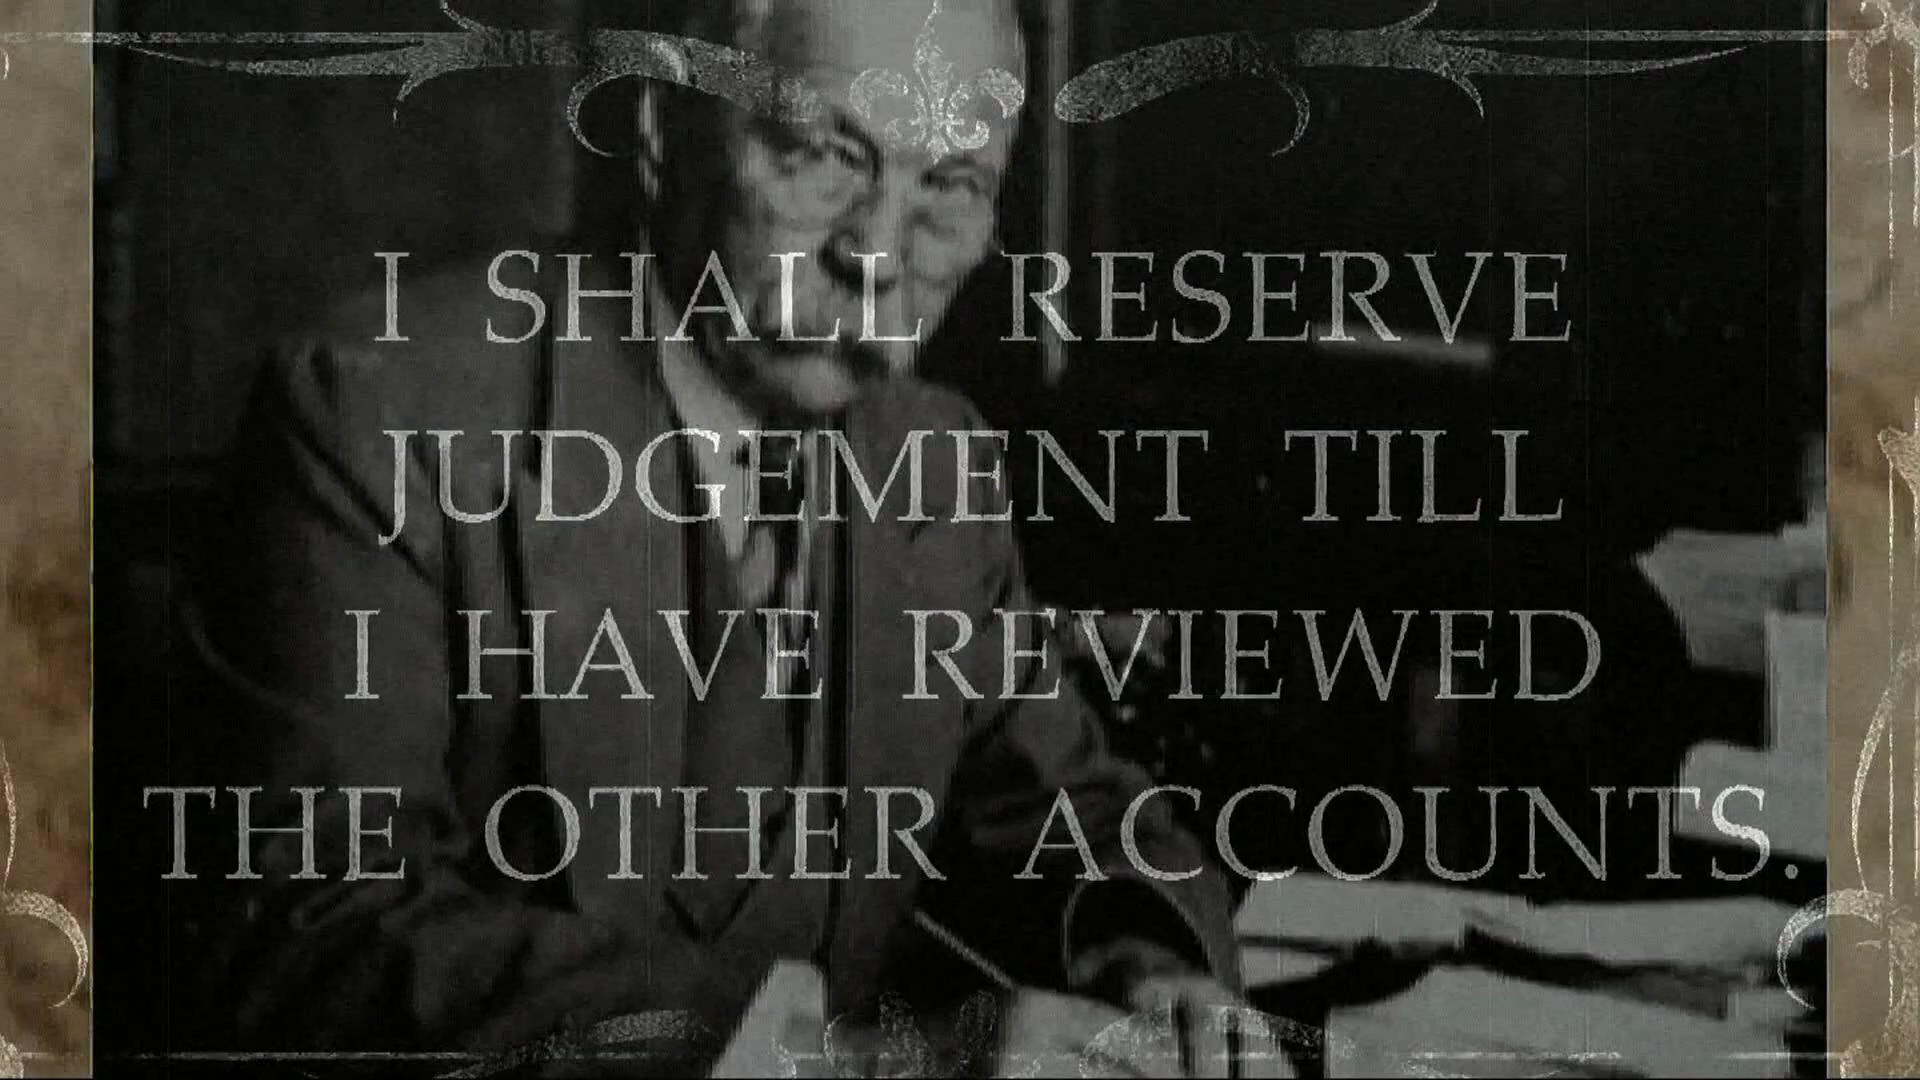 I SHALL RESERVE
JUDGEMENT TILL
I HAVE REVIEWED
THE OTHER ACCOUNTS.